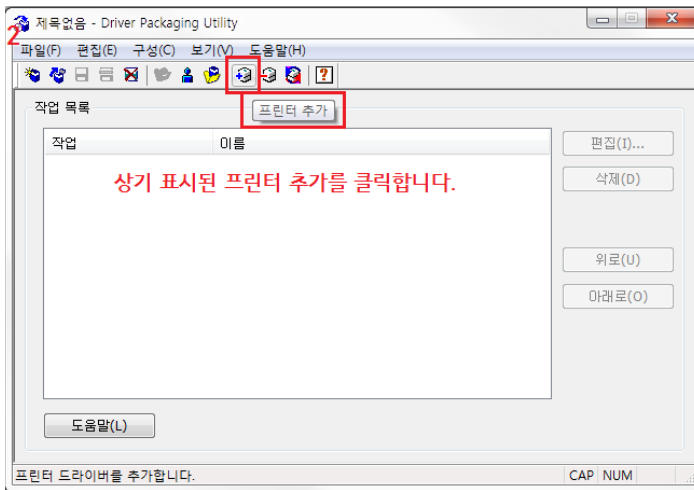 제목없음 - Driver Packaging Utility
2
파일(F) 편집(E) 구성(C) 보기(V) 도움말(H)
프린터 추가
작업 목록
작업 이름
편집(I)...
상기 표시된 프린터 추가를 클릭합니다.
삭제(D)
위로(U)
아래로(O)
도움말(L)
프린터 드라이버를 추가합니다. CAP NUM